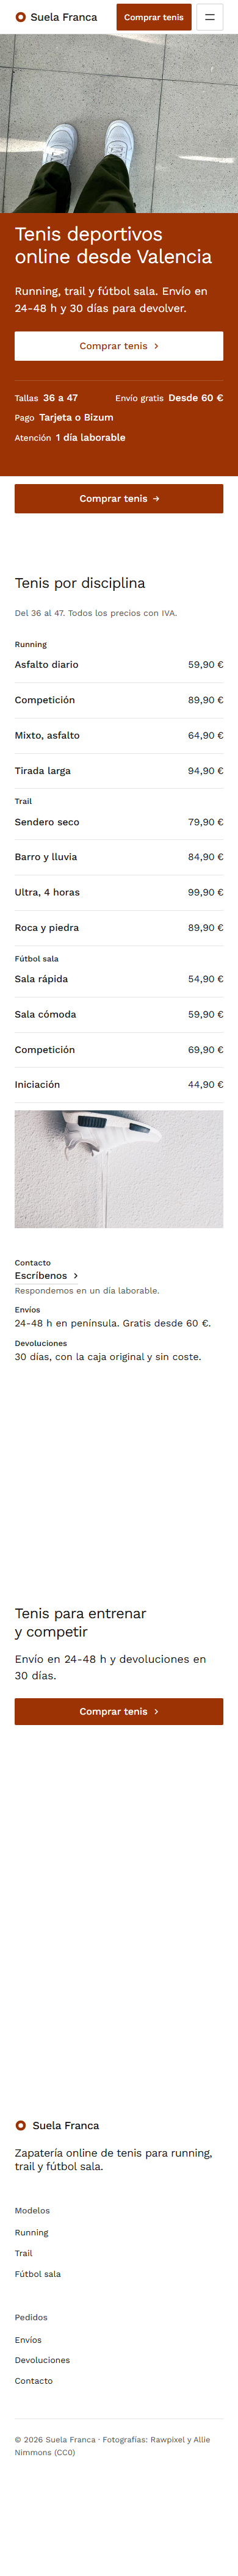 Suela Franca
Comprar tenis
Tenis deportivos
online desde Valencia
Running, trail y fútbol sala. Envío en
24-48 h y 30 días para devolver.
Comprar tenis
Tallas 36 a 47
Envío gratis Desde 60 €
Pago Tarjeta o Bizum
Atención 1 día laborable
Comprar tenis
Tenis por disciplina
Del 36 al 47. Todos los precios con IVA.
Running
Asfalto diario 59,90 €
Competición 89,90 €
Mixto, asfalto 64,90 €
Tirada larga 94,90 €
Trail
Sendero seco 79,90 €
Barro y lluvia 84,90 €
Ultra, 4 horas 99,90 €
Roca y piedra 89,90 €
Fútbol sala
Sala rápida 54,90 €
Sala cómoda 59,90 €
Competición 69,90 €
Iniciación 44,90 €
Contacto
Escríbenos
Respondemos en un día laborable.
Envíos
24-48 h en península. Gratis desde 60 €.
Devoluciones
30 días, con la caja original y sin coste.
Tenis para entrenar
y competir
Envío en 24-48 h y devoluciones en
30 días.
Comprar tenis
Suela Franca
Zapatería online de tenis para running,
trail y fútbol sala.
Modelos
Running
Trail
Fútbol sala
Pedidos
Envíos
Devoluciones
Contacto
© 2026 Suela Franca · Fotografías: Rawpixel y Allie
Nimmons (CC0)